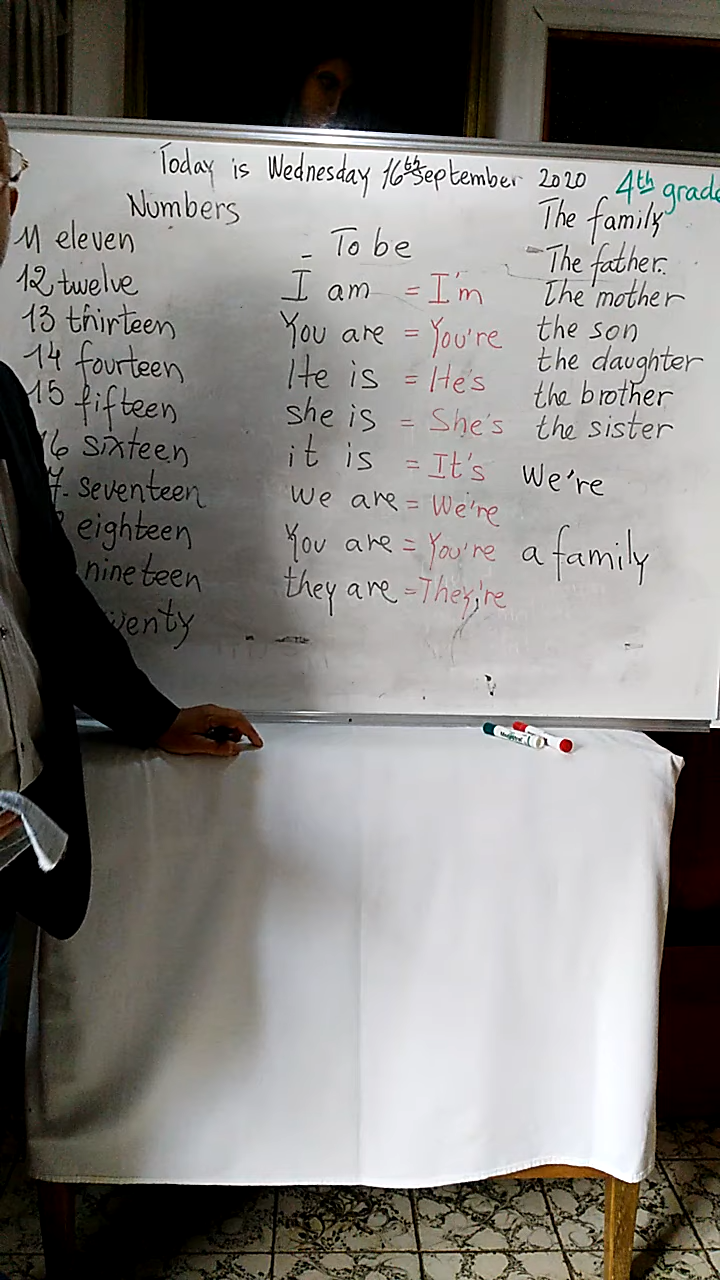 Today is Wednesday 16th September 2020
4th grade
Numbers
11 eleven
12 twelve
13 thirteen
14 fourteen
15 fifteen
16 sixteen
7. seventeen
eighteen
nineteen
wenty
- To be
I am = I'm
You are = You're
He is = He's
she is = She's
it is = It's
we are = We're
You are = You're
they are = They're
The family
- The father.
The mother
the son
the daughter
the brother
the sister
We're
a family